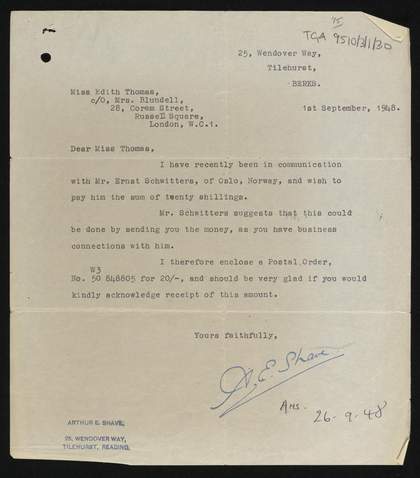 15
TGA 9510/3/1/30
25, Wendover Way,
Tilehurst,
BERKS.
Miss Edith Thomas,
c/o, Mrs. Blundell,
28, Coram Street,
Russell Square,
London, W.C.1.
1st September, 1948.
Dear Miss Thomas,
I have recently been in communication
with Mr. Ernst Schwitters, of Oslo, Norway, and wish to
pay him the sum of twenty shillings.
Mr. Schwitters suggests that this could
be done by sending you the money, as you have business
connections with him.
I therefore enclose a Postal Order,
W3
No. 50 848805 for 20/-, and should be very glad if you would
kindly acknowledge receipt of this amount.
Yours faithfully,
A. E. Shave.
Ans. 26-9-48
ARTHUR E. SHAVE,
25, WENDOVER WAY,
TILEHURST, READING.